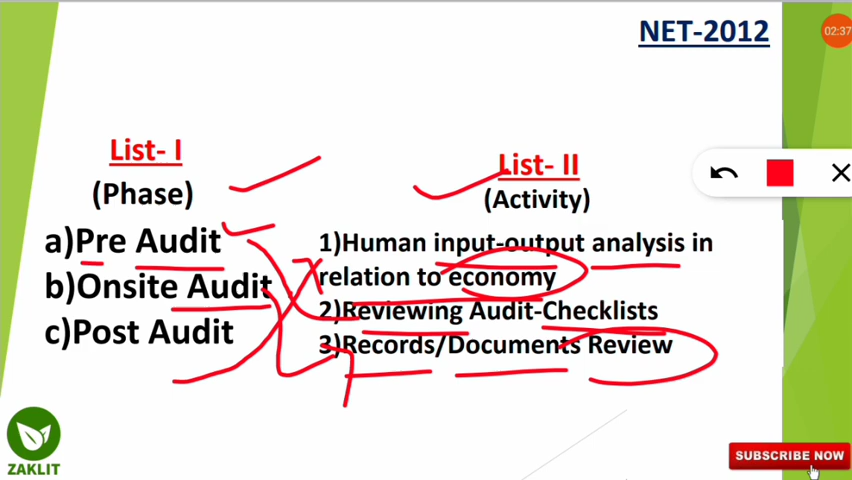 NET-2012
02:37
List- I
(Phase)
a)Pre Audit
b)Onsite Audit
c)Post Audit
List- II
(Activity)
1)Human input-output analysis in
relation to economy
2)Reviewing Audit-Checklists
3)Records/Documents Review
ZAKLIT
SUBSCRIBE NOW